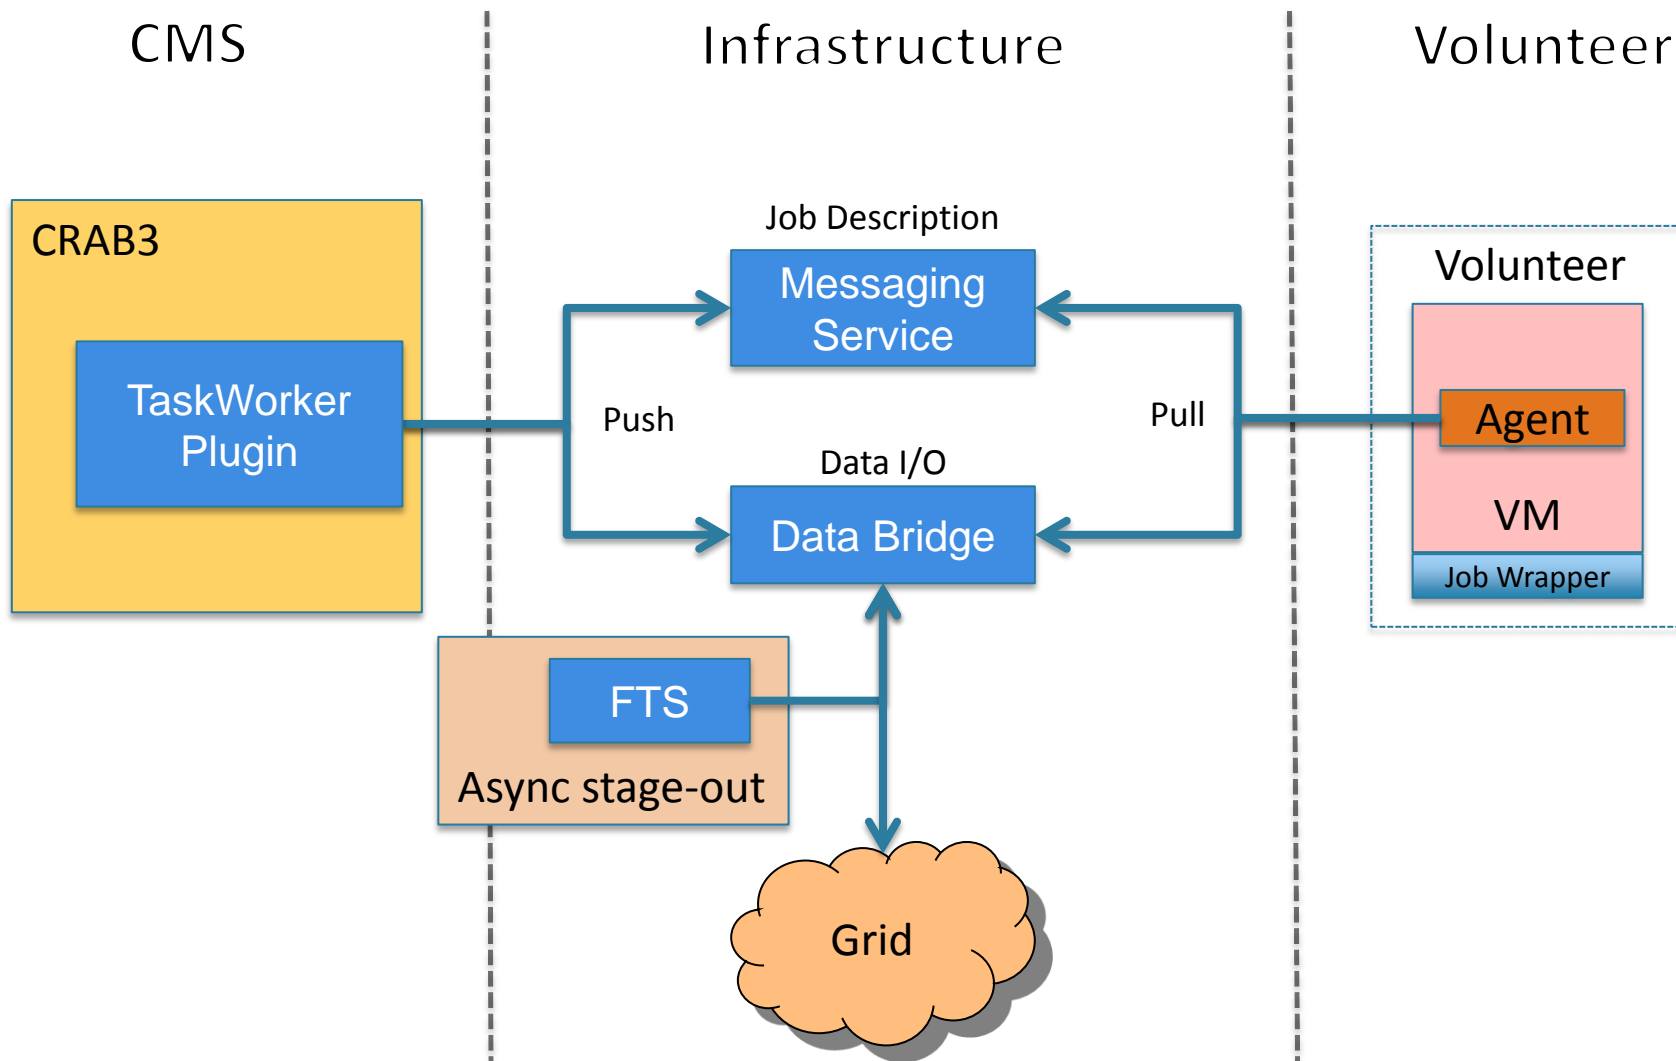 CMS
Infrastructure
Volunteer
CRAB3
TaskWorker
Plugin
Push
Job Description
Messaging
Service
Data I/O
Data Bridge
Pull
Volunteer
Agent
VM
Job Wrapper
FTS
Async stage-out
Grid